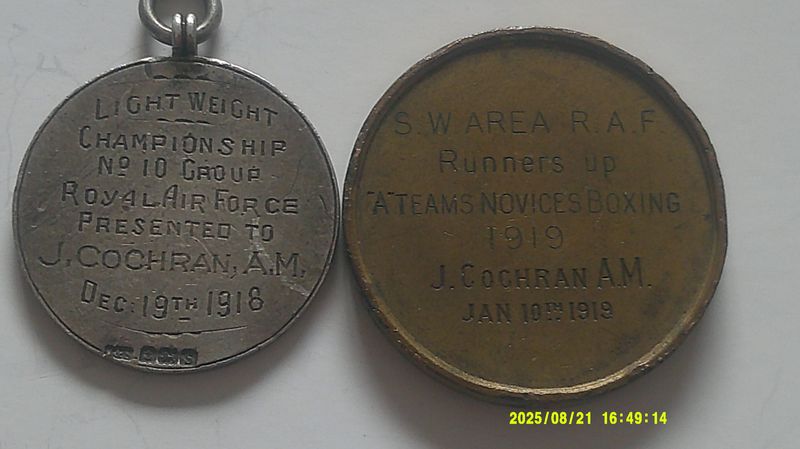 LIGHT WEIGHT
CHAMPIONSHIP
Nº 10 GROUP
ROYAL AIR FORCE
PRESENTED TO
J. COCHRAN, A.M.
DEC: 19TH 1918
S.W. AREA R.A.F.
Runners up
"A" TEAMS NOVICES BOXING
1919
J. COCHRAN A.M.
JAN 10TH 1919
2025/08/21 16:49:14